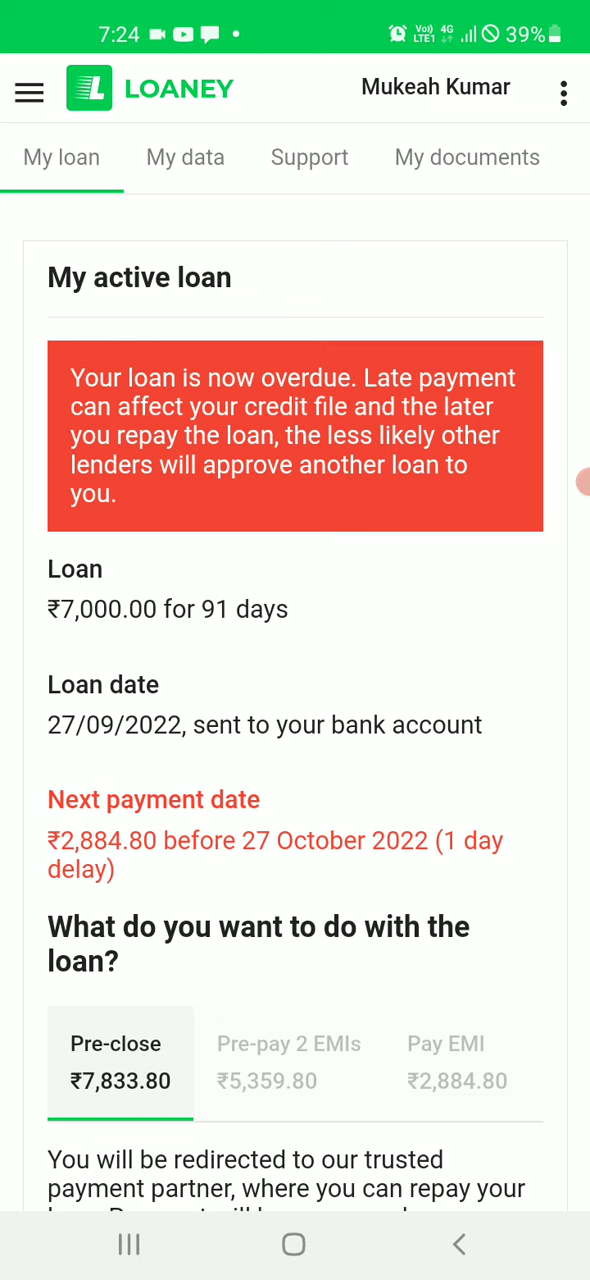 7:24
Vo)) 4G
LTE1
39%
LOANEY
Mukeah Kumar
My loan My data Support My documents
My active loan
Your loan is now overdue. Late payment
can affect your credit file and the later
you repay the loan, the less likely other
lenders will approve another loan to
you.
Loan
₹7,000.00 for 91 days
Loan date
27/09/2022, sent to your bank account
Next payment date
₹2,884.80 before 27 October 2022 (1 day
delay)
What do you want to do with the
loan?
Pre-close Pre-pay 2 EMIs Pay EMI
₹7,833.80 ₹5,359.80 ₹2,884.80
You will be redirected to our trusted
payment partner, where you can repay your